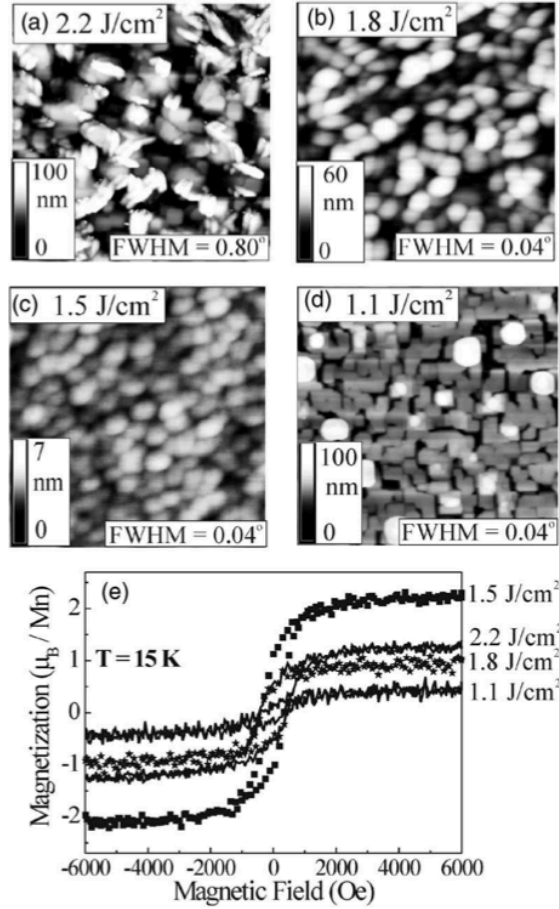 (a) 2.2 J/cm²
100
nm
0
FWHM = 0.80°
(b) 1.8 J/cm²
60
nm
0
FWHM = 0.04°
(c) 1.5 J/cm²
7
nm
0
FWHM = 0.04°
(d) 1.1 J/cm²
100
nm
0
FWHM = 0.04°
(e)
T = 15 K
Magnetization (μB / Mn)
2
1
0
-1
-2
1.5 J/cm²
2.2 J/cm²
1.8 J/cm²
1.1 J/cm²
-6000 -4000 -2000 0 2000 4000 6000
Magnetic Field (Oe)